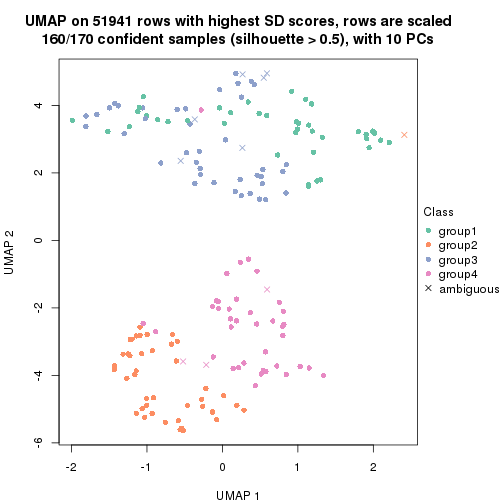 UMAP on 51941 rows with highest SD scores, rows are scaled
160/170 confident samples (silhouette > 0.5), with 10 PCs
4
2
0
-2
-4
-6
UMAP 2
-2
-1
0
1
2
UMAP 1
Class
group1
group2
group3
group4
ambiguous